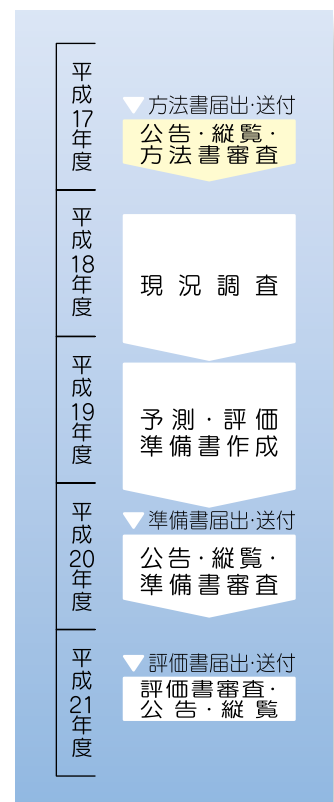 平成17年度
▼方法書届出・送付
公告・縦覧・
方法書審査
平成18年度
現況調査
平成19年度
予測・評価
準備書作成
平成20年度
▼準備書届出・送付
公告・縦覧・
準備書審査
平成21年度
▼評価書届出・送付
評価書審査・
公告・縦覧